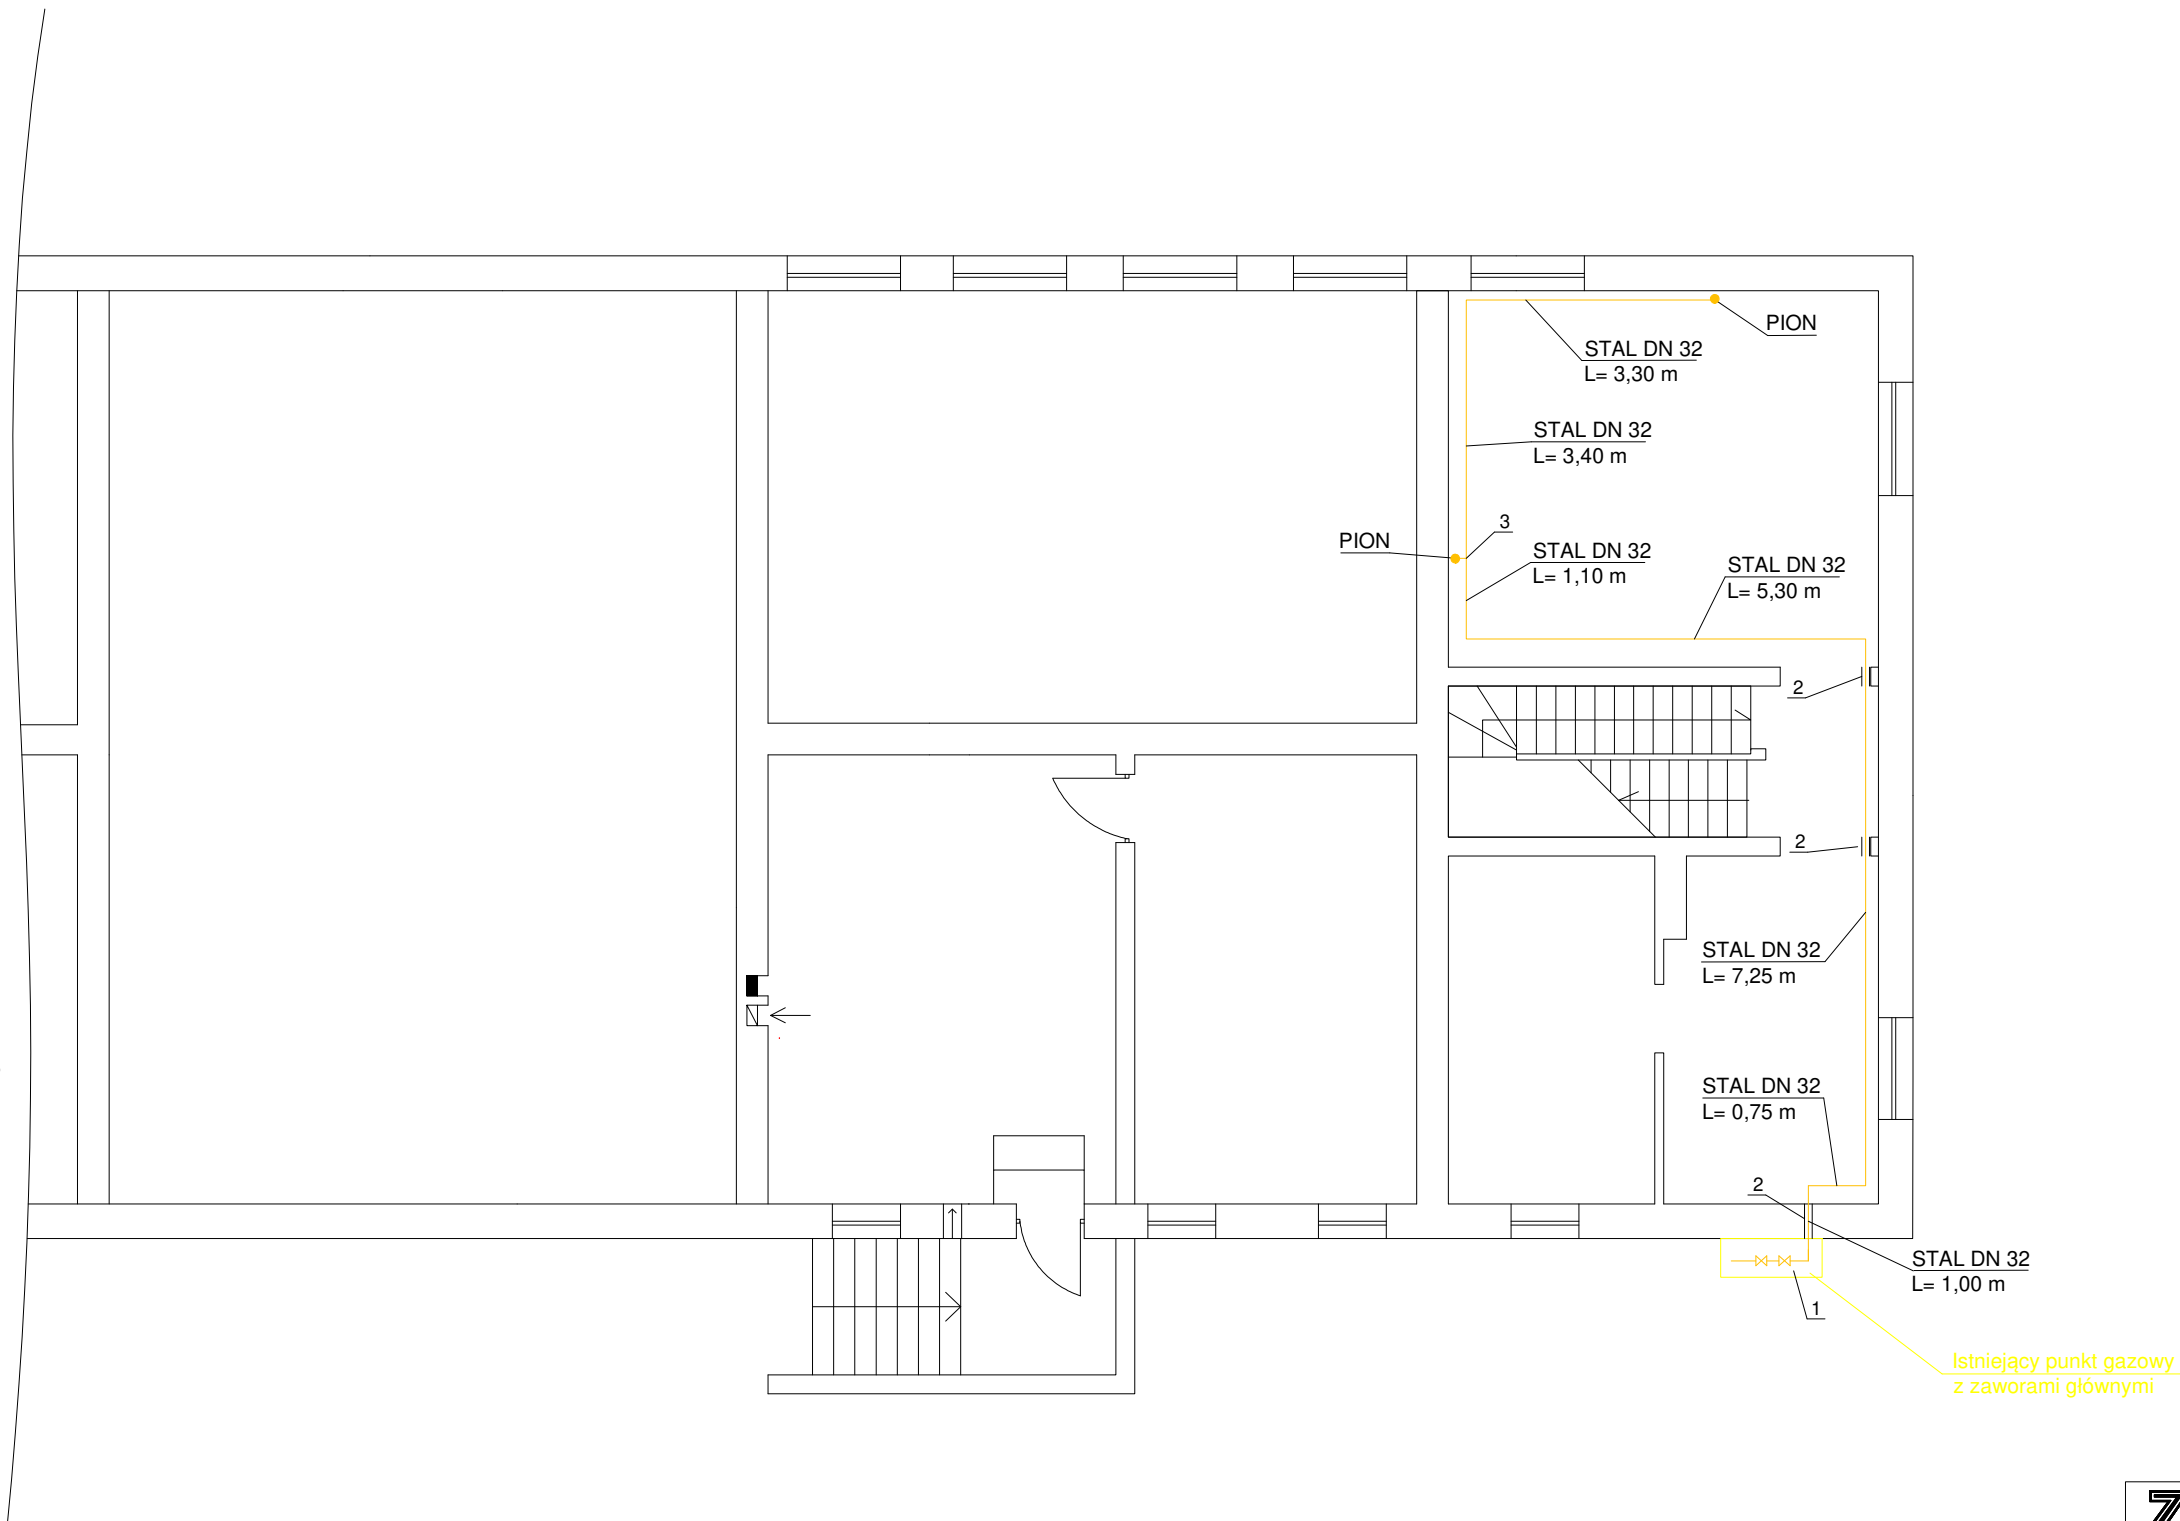 PION
STAL DN 32
L= 3,30 m
STAL DN 32
L= 3,40 m
3
PION
STAL DN 32
L= 1,10 m
STAL DN 32
L= 5,30 m
2
2
STAL DN 32
L= 7,25 m
STAL DN 32
L= 0,75 m
2
STAL DN 32
L= 1,00 m
1
Istniejący punkt gazowy
z zaworami głównymi